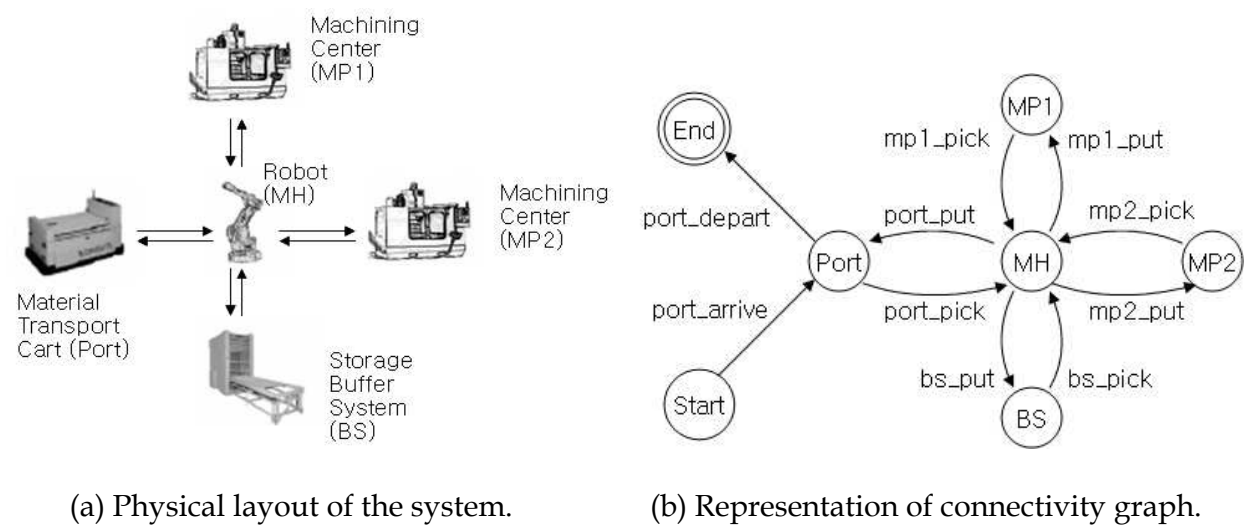 Machining
Center
(MP1)
Robot
(MH)
Machining
Center
(MP2)
Material
Transport
Cart (Port)
Storage
Buffer
System
(BS)
(a) Physical layout of the system.
End
MP1
mp1_pick
mp1_put
port_depart
port_put
mp2_pick
Port
MH
MP2
port_arrive
port_pick
mp2_put
bs_put
bs_pick
Start
BS
(b) Representation of connectivity graph.